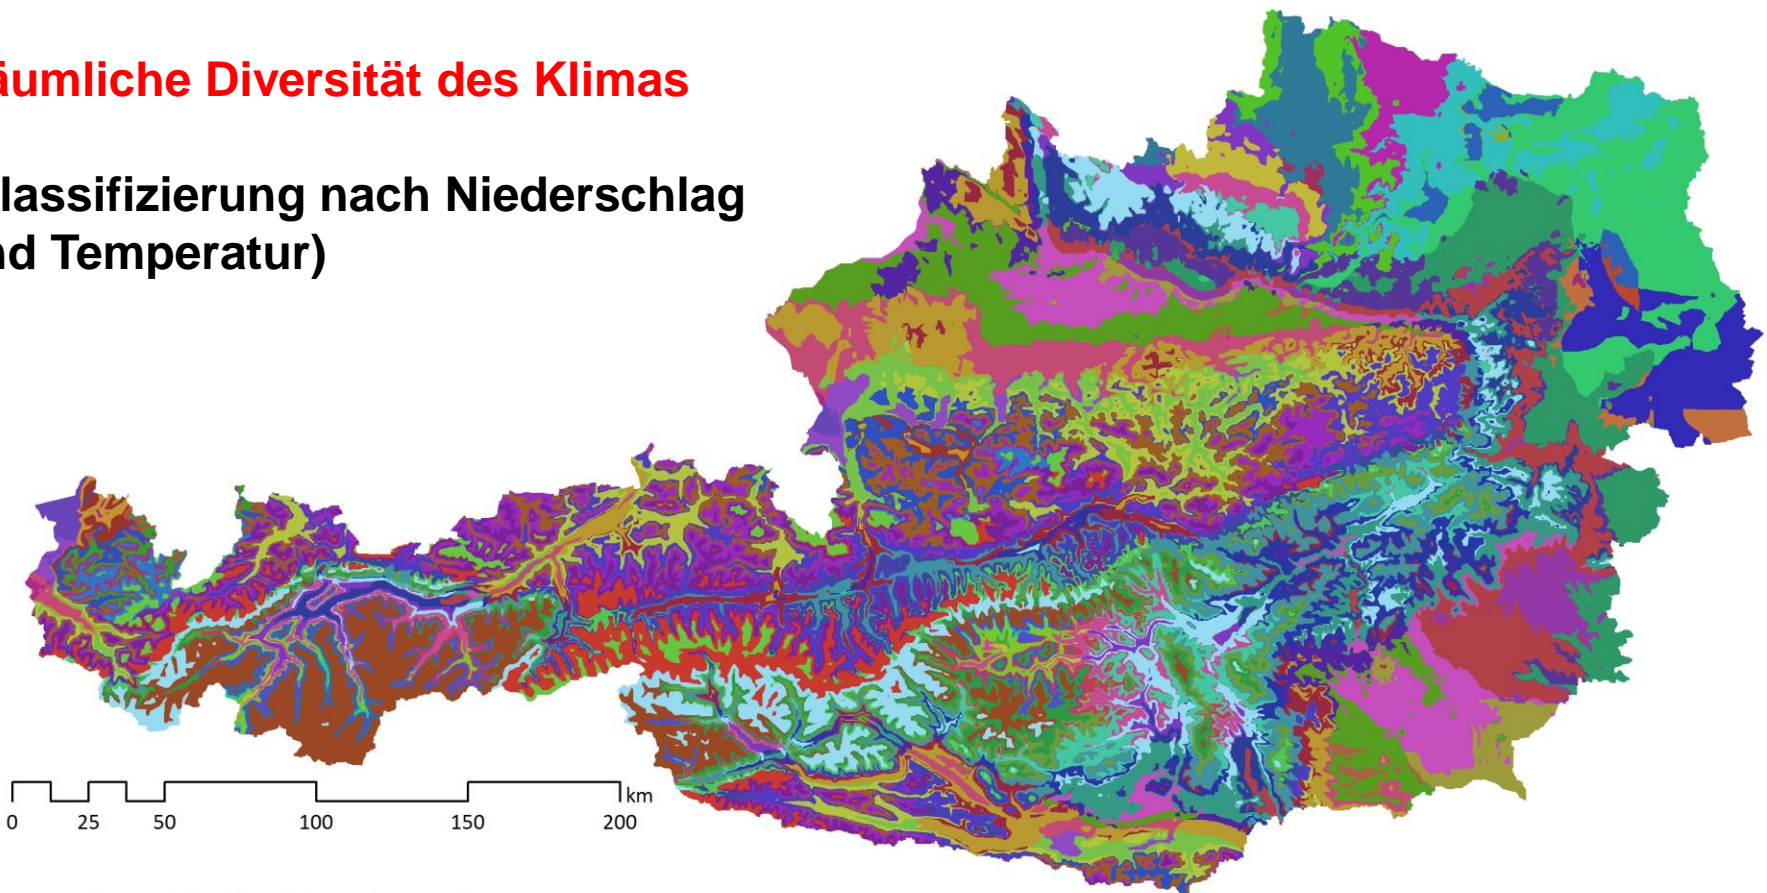 äumliche Diversität des Klimas
lassifizierung nach Niederschlag
nd Temperatur)
km
0 25 50 100 150 200